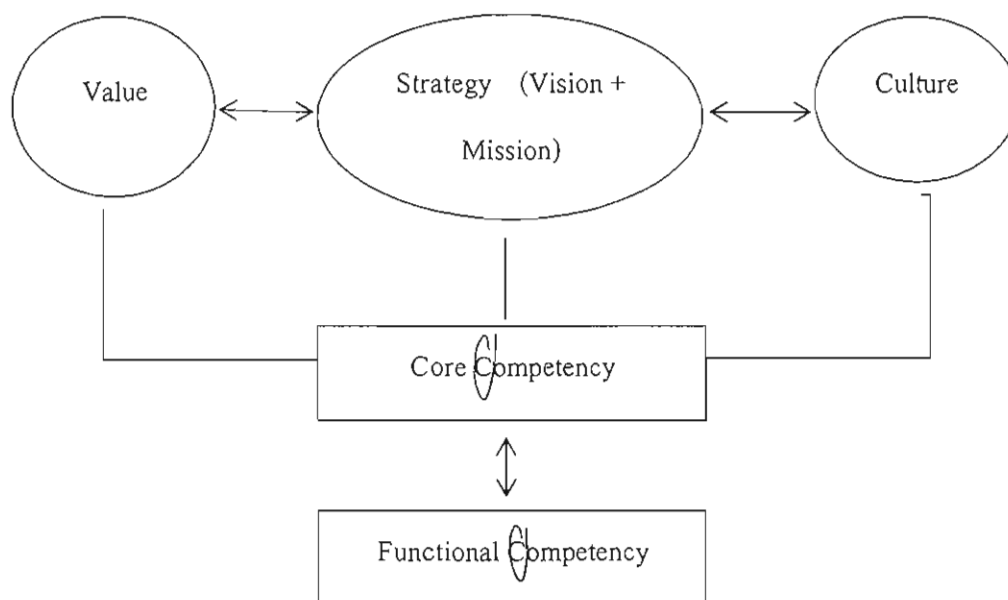 Value
Strategy (Vision +
Mission)
Culture
Core Competency
Functional Competency